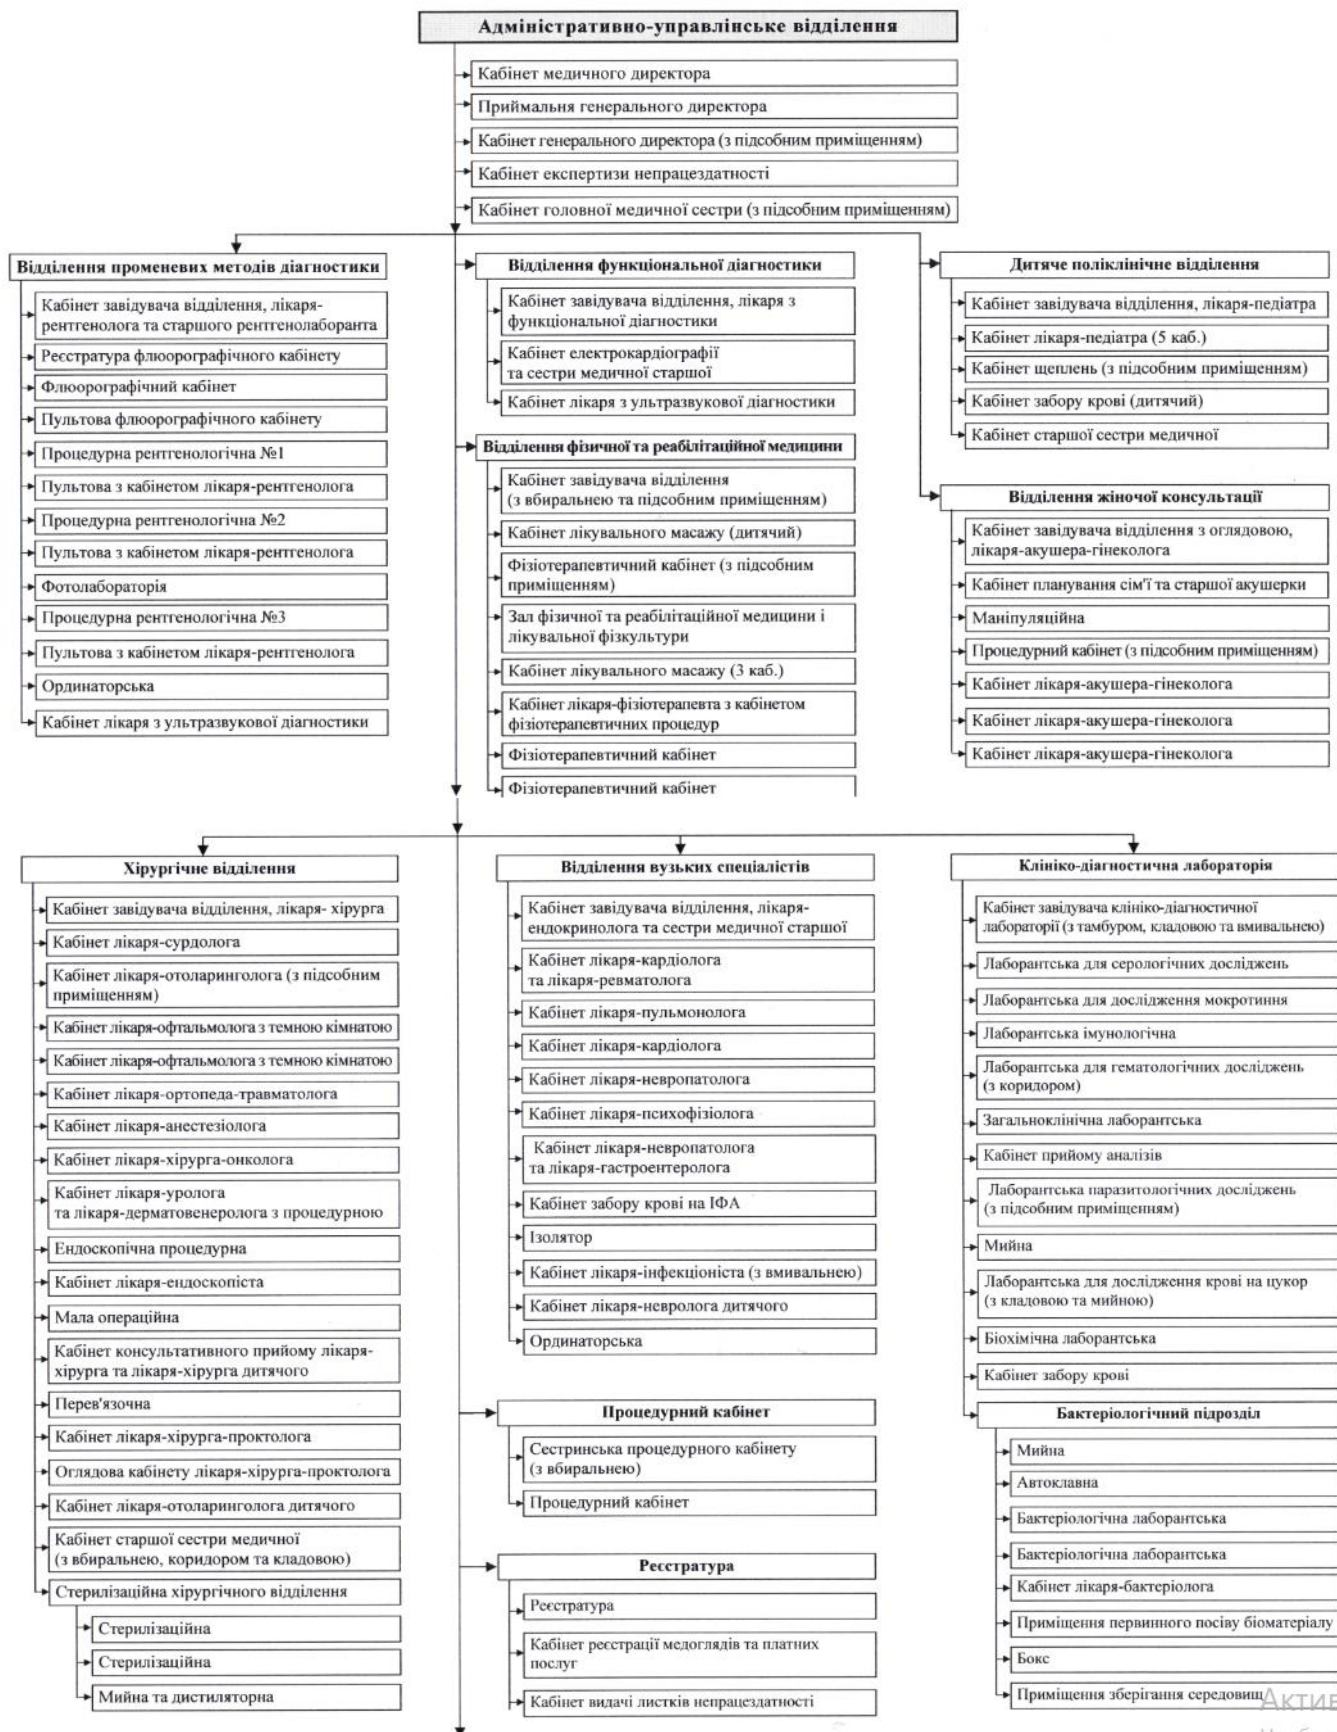 Адміністративно-управлінське відділення
Кабінет медичного директора
Приймальня генерального директора
Кабінет генерального директора (з підсобним приміщенням)
Кабінет експертизи непрацездатності
Кабінет головної медичної сестри (з підсобним приміщенням)
Відділення променевих методів діагностики
Кабінет завідувача відділення, лікаря-
рентгенолога та старшого рентгенолаборанта
Реєстратура флюорографічного кабінету
Флюорографічний кабінет
Пультова флюорографічного кабінету
Процедурна рентгенологічна №1
Пультова з кабінетом лікаря-рентгенолога
Процедурна рентгенологічна №2
Пультова з кабінетом лікаря-рентгенолога
Фотолабораторія
Процедурна рентгенологічна №3
Пультова з кабінетом лікаря-рентгенолога
Ординаторська
Кабінет лікаря з ультразвукової діагностики
Відділення функціональної діагностики
Кабінет завідувача відділення, лікаря з
функціональної діагностики
Кабінет електрокардіографії
та сестри медичної старшої
Кабінет лікаря з ультразвукової діагностики
Відділення фізичної та реабілітаційної медицини
Кабінет завідувача відділення
(з вбиральнею та підсобним приміщенням)
Кабінет лікувального масажу (дитячий)
Фізіотерапевтичний кабінет (з підсобним
приміщенням)
Зал фізичної та реабілітаційної медицини і
лікувальної фізкультури
Кабінет лікувального масажу (3 каб.)
Кабінет лікаря-фізіотерапевта з кабінетом
фізіотерапевтичних процедур
Фізіотерапевтичний кабінет
Фізіотерапевтичний кабінет
Дитяче поліклінічне відділення
Кабінет завідувача відділення, лікаря-педіатра
Кабінет лікаря-педіатра (5 каб.)
Кабінет щеплень (з підсобним приміщенням)
Кабінет забору крові (дитячий)
Кабінет старшої сестри медичної
Відділення жіночої консультації
Кабінет завідувача відділення з оглядовою,
лікаря-акушера-гінеколога
Кабінет планування сім'ї та старшої акушерки
Маніпуляційна
Процедурний кабінет (з підсобним приміщенням)
Кабінет лікаря-акушера-гінеколога
Кабінет лікаря-акушера-гінеколога
Кабінет лікаря-акушера-гінеколога
Хірургічне відділення
Кабінет завідувача відділення, лікаря- хірурга
Кабінет лікаря-сурдолога
Кабінет лікаря-отоларинголога (з підсобним
приміщенням)
Кабінет лікаря-офтальмолога з темною кімнатою
Кабінет лікаря-офтальмолога з темною кімнатою
Кабінет лікаря-ортопеда-травматолога
Кабінет лікаря-анестезіолога
Кабінет лікаря-хірурга-онколога
Кабінет лікаря-уролога
та лікаря-дерматовенеролога з процедурною
Ендоскопічна процедурна
Кабінет лікаря-ендоскопіста
Мала операційна
Кабінет консультативного прийому лікаря-
хірурга та лікаря-хірурга дитячого
Перев'язочна
Кабінет лікаря-хірурга-проктолога
Оглядова кабінету лікаря-хірурга-проктолога
Кабінет лікаря-отоларинголога дитячого
Кабінет старшої сестри медичної
(з вбиральнею, коридором та кладовою)
Стерилізаційна хірургічного відділення
Стерилізаційна
Стерилізаційна
Мийна та дистиляторна
Відділення вузьких спеціалістів
Кабінет завідувача відділення, лікаря-
ендокринолога та сестри медичної старшої
Кабінет лікаря-кардіолога
та лікаря-ревматолога
Кабінет лікаря-пульмонолога
Кабінет лікаря-кардіолога
Кабінет лікаря-невропатолога
Кабінет лікаря-психофізіолога
Кабінет лікаря-невропатолога
та лікаря-гастроентеролога
Кабінет забору крові на ІФА
Ізолятор
Кабінет лікаря-інфекціоніста (з вмивальнею)
Кабінет лікаря-невролога дитячого
Ординаторська
Процедурний кабінет
Сестринська процедурного кабінету
(з вбиральнею)
Процедурний кабінет
Реєстратура
Реєстратура
Кабінет реєстрації медоглядів та платних
послуг
Кабінет видачі листків непрацездатності
Клініко-діагностична лабораторія
Кабінет завідувача клініко-діагностичної
лабораторії (з тамбуром, кладовою та вмивальнею)
Лаборантська для серологічних досліджень
Лаборантська для дослідження мокротиння
Лаборантська імунологічна
Лаборантська для гематологічних досліджень
(з коридором)
Загальноклінічна лаборантська
Кабінет прийому аналізів
Лаборантська паразитологічних досліджень
(з підсобним приміщенням)
Мийна
Лаборантська для дослідження крові на цукор
(з кладовою та мийною)
Біохімічна лаборантська
Кабінет забору крові
Бактеріологічний підрозділ
Мийна
Автоклавна
Бактеріологічна лаборантська
Бактеріологічна лаборантська
Кабінет лікаря-бактеріолога
Приміщення первинного посіву біоматеріалу
Бокс
Приміщення зберігання середовищ